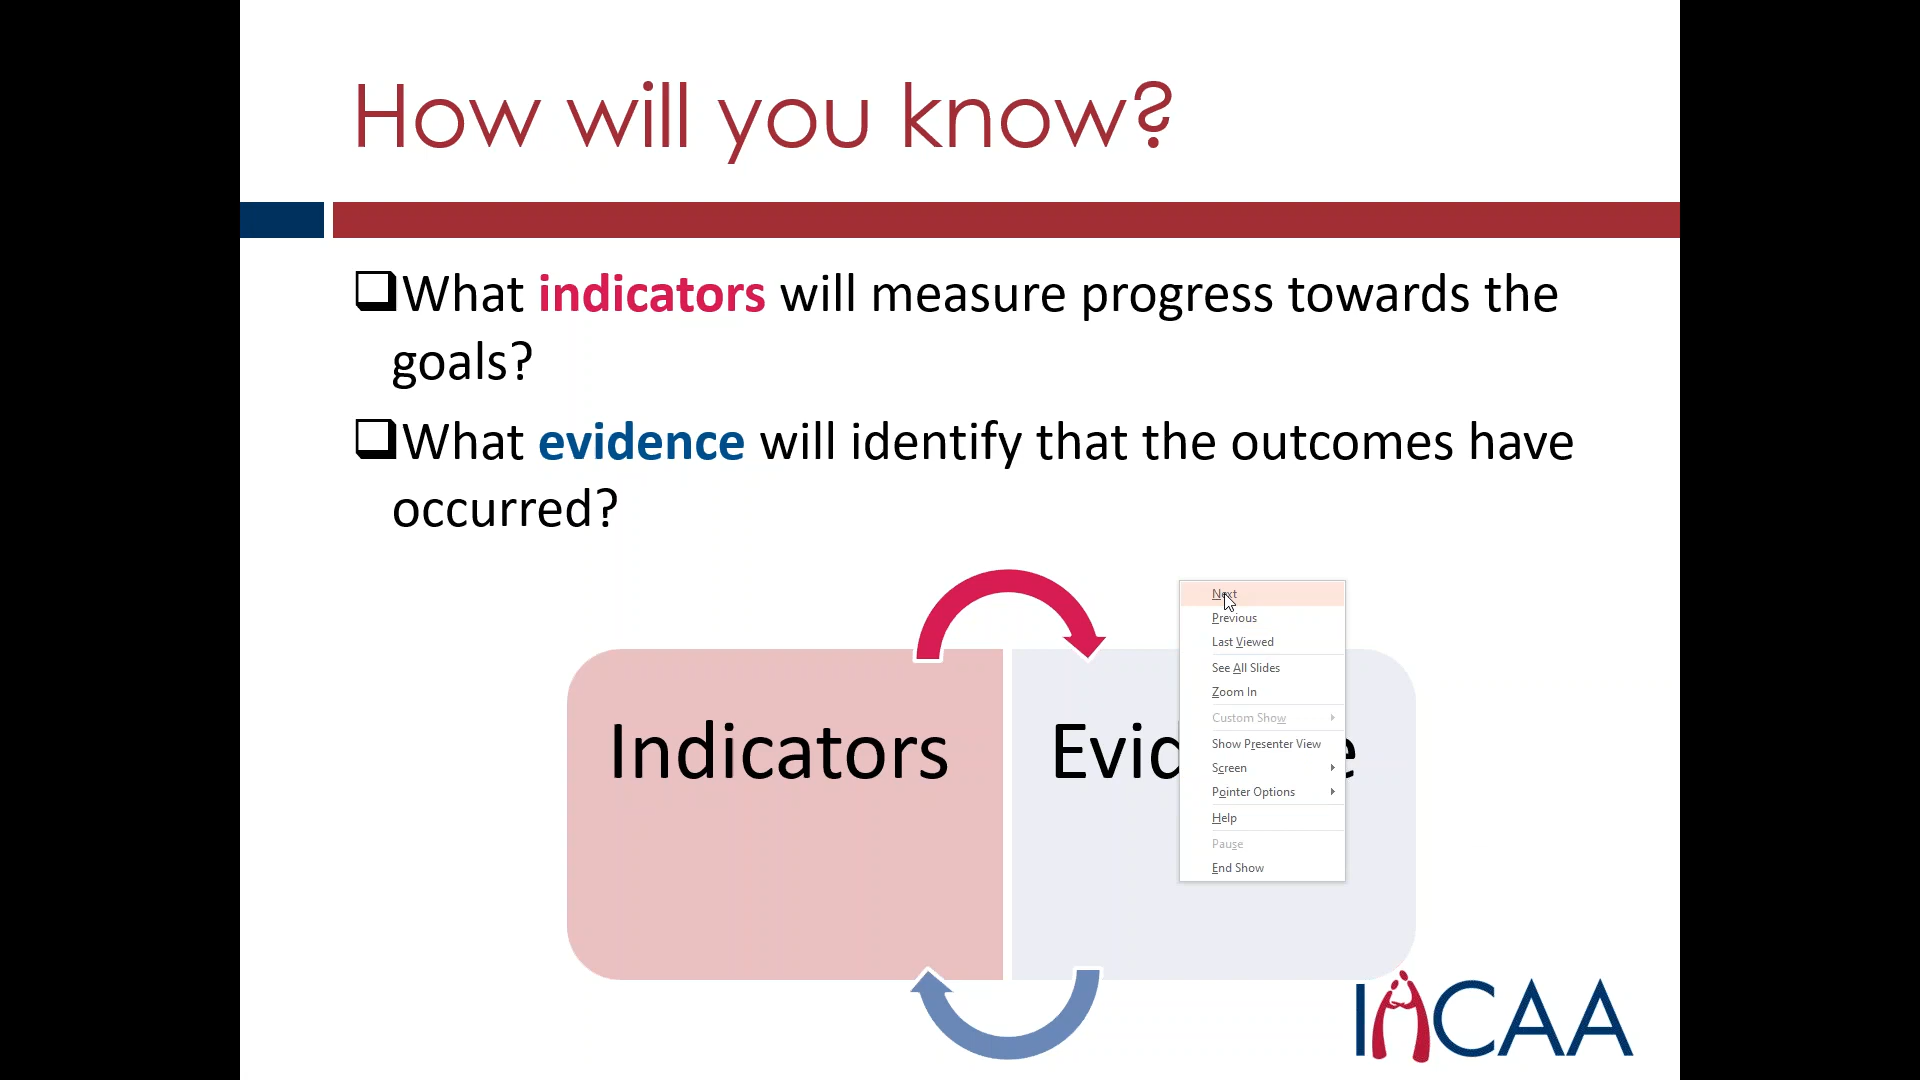 How will you know?
What indicators will measure progress towards the
goals?
What evidence will identify that the outcomes have
occurred?
Indicators
Next
Previous
Last Viewed
See All Slides
Zoom In
Custom Show
Show Presenter View
Screen
Pointer Options
Help
Pause
End Show
IACAA